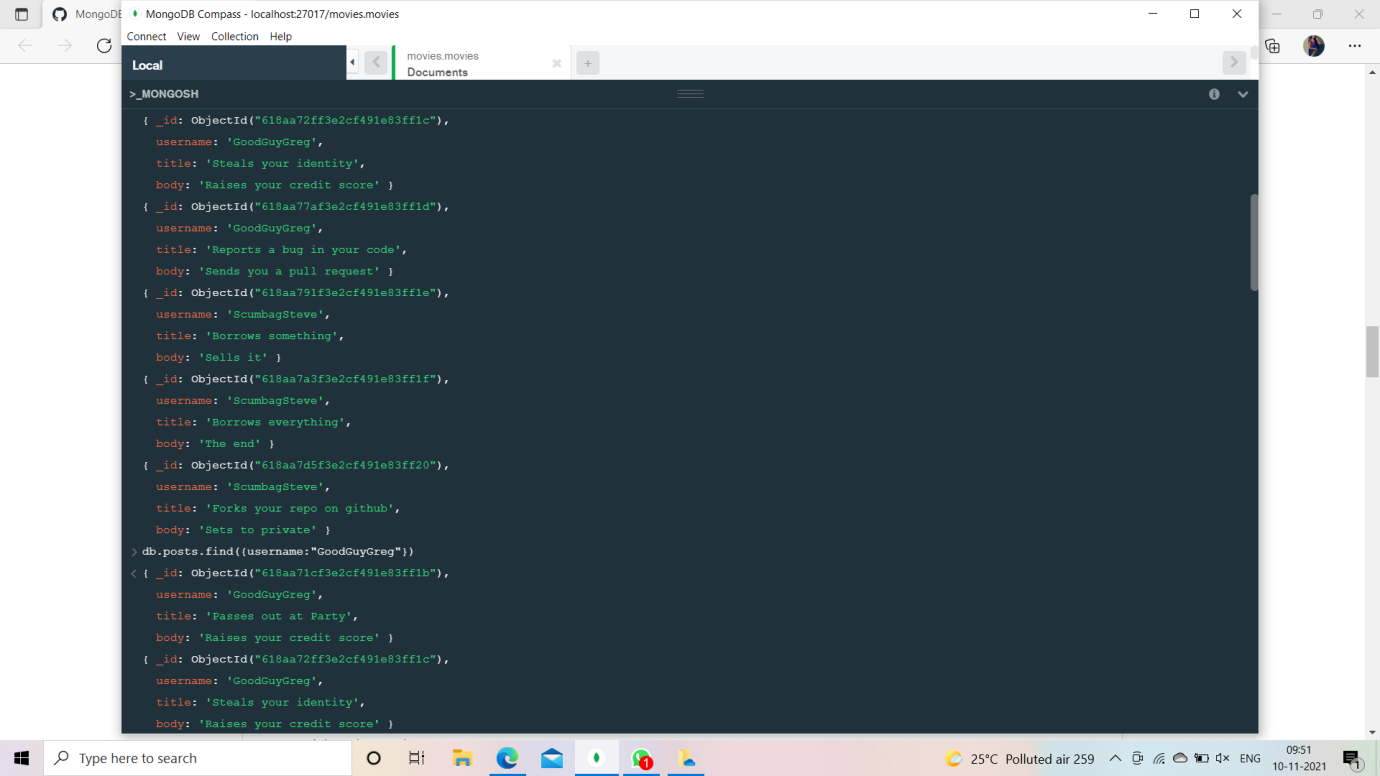 MongoDB
MongoDB Compass - localhost:27017/movies.movies
Connect View Collection Help
Local
movies.movies
Documents
>_MONGOSH
{ _id: ObjectId("618aa72ff3e2cf491e83ff1c"),
username: 'GoodGuyGreg',
title: 'Steals your identity',
body: 'Raises your credit score' }
{ _id: ObjectId("618aa77af3e2cf491e83ff1d"),
username: 'GoodGuyGreg',
title: 'Reports a bug in your code',
body: 'Sends you a pull request' }
{ _id: ObjectId("618aa791f3e2cf491e83ff1e"),
username: 'ScumbagSteve',
title: 'Borrows something',
body: 'Sells it' }
{ _id: ObjectId("618aa7a3f3e2cf491e83ff1f"),
username: 'ScumbagSteve',
title: 'Borrows everything',
body: 'The end' }
{ _id: ObjectId("618aa7d5f3e2cf491e83ff20"),
username: 'ScumbagSteve',
title: 'Forks your repo on github',
body: 'Sets to private' }
> db.posts.find({username:"GoodGuyGreg"})
< { _id: ObjectId("618aa71cf3e2cf491e83ff1b"),
username: 'GoodGuyGreg',
title: 'Passes out at Party',
body: 'Raises your credit score' }
{ _id: ObjectId("618aa72ff3e2cf491e83ff1c"),
username: 'GoodGuyGreg',
title: 'Steals your identity',
body: 'Raises your credit score' }
Type here to search
1
25°C Polluted air 259
ENG
09:51
10-11-2021
1